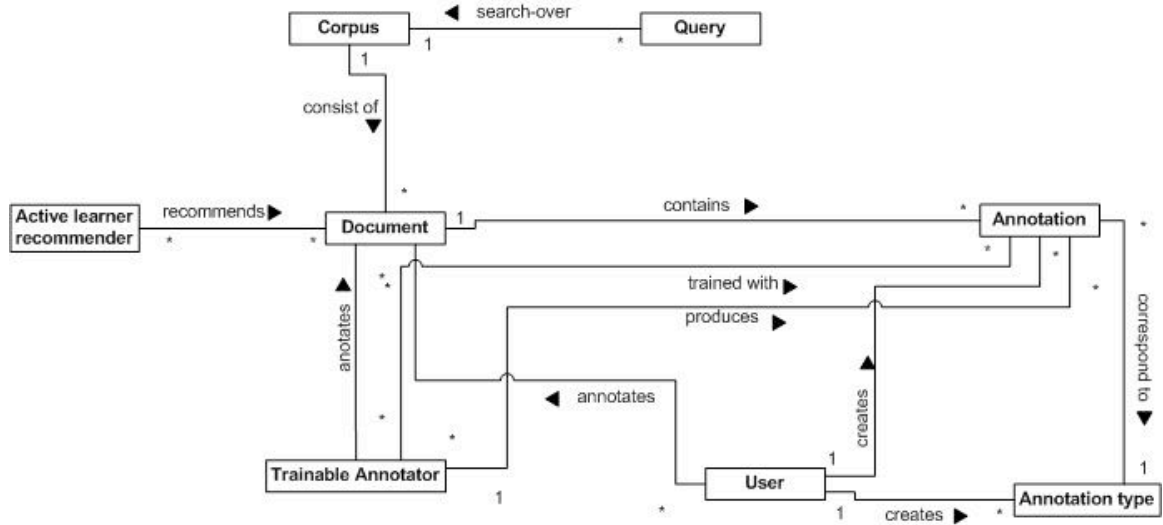 search-over
Corpus
Query
1
1
*
consist of
*
Active learner
recommender
recommends
*
*
Document
1
contains
*
Annotation
*
*
*
*
*
*
trained with
produces
anotates
correspond to
annotates
creates
*
*
Trainable Annotator
1
*
User
1
1
creates
*
1
Annotation type